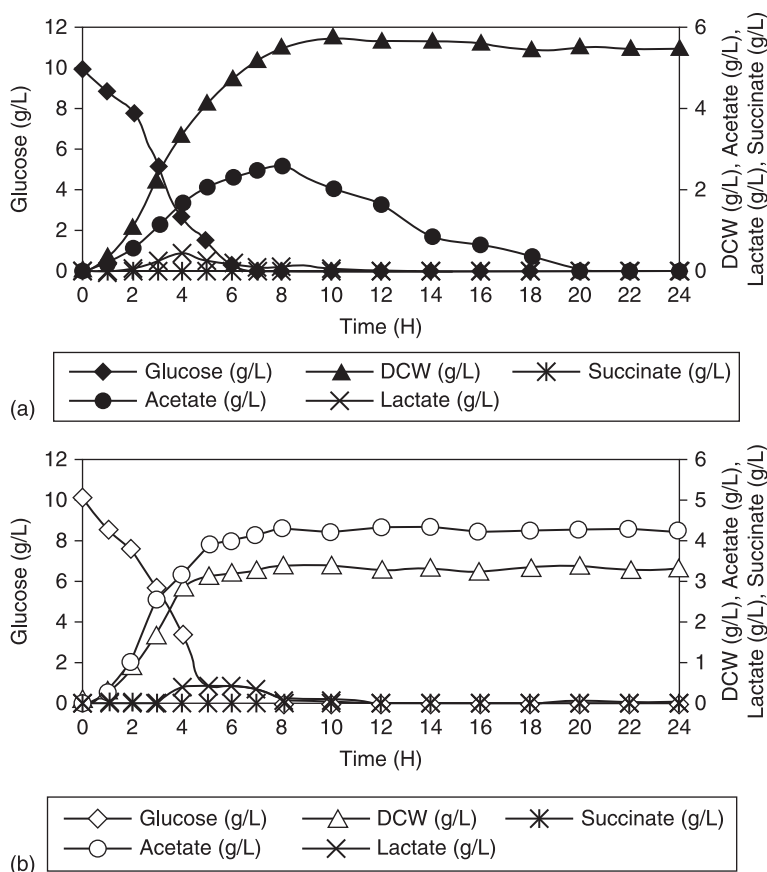 12
10
8
6
4
2
0
Glucose (g/L)
6
5
4
3
2
1
0
DCW (g/L), Acetate (g/L),
Lactate (g/L), Succinate (g/L)
0 2 4 6 8 10 12 14 16 18 20 22 24
Time (H)
Glucose (g/L) DCW (g/L) Succinate (g/L)
Acetate (g/L) Lactate (g/L)
(a)
12
10
8
6
4
2
0
Glucose (g/L)
6
5
4
3
2
1
0
DCW (g/L), Acetate (g/L),
Lactate (g/L), Succinate (g/L)
0 2 4 6 8 10 12 14 16 18 20 22 24
Time (H)
Glucose (g/L) DCW (g/L) Succinate (g/L)
Acetate (g/L) Lactate (g/L)
(b)